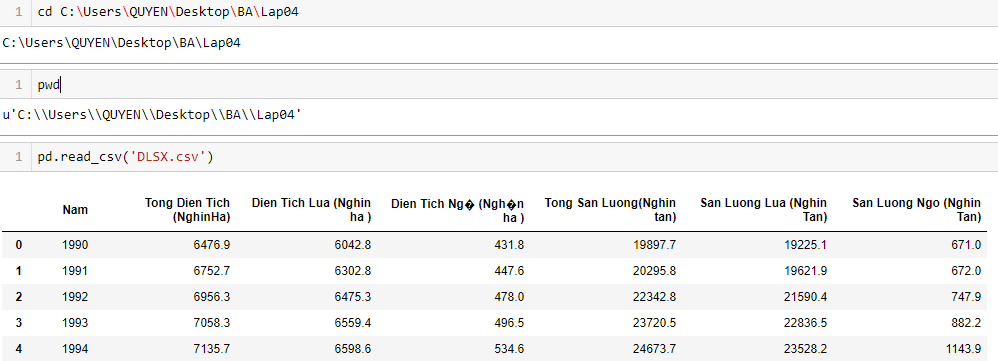 1 cd C:\Users\QUYEN\Desktop\BA\Lap04
C:\Users\QUYEN\Desktop\BA\Lap04
1 pwd
u'C:\\Users\\QUYEN\\Desktop\\BA\\Lap04'
1 pd.read_csv('DLSX.csv')
Nam Tong Dien Tich (NghinHa) Dien Tich Lua (Nghin ha ) Dien Tich Ng� (Ngh�n ha ) Tong San Luong(Nghin tan) San Luong Lua (Nghin Tan) San Luong Ngo (Nghin Tan)
0 1990 6476.9 6042.8 431.8 19897.7 19225.1 671.0
1 1991 6752.7 6302.8 447.6 20295.8 19621.9 672.0
2 1992 6956.3 6475.3 478.0 22342.8 21590.4 747.9
3 1993 7058.3 6559.4 496.5 23720.5 22836.5 882.2
4 1994 7135.7 6598.6 534.6 24673.7 23528.2 1143.9